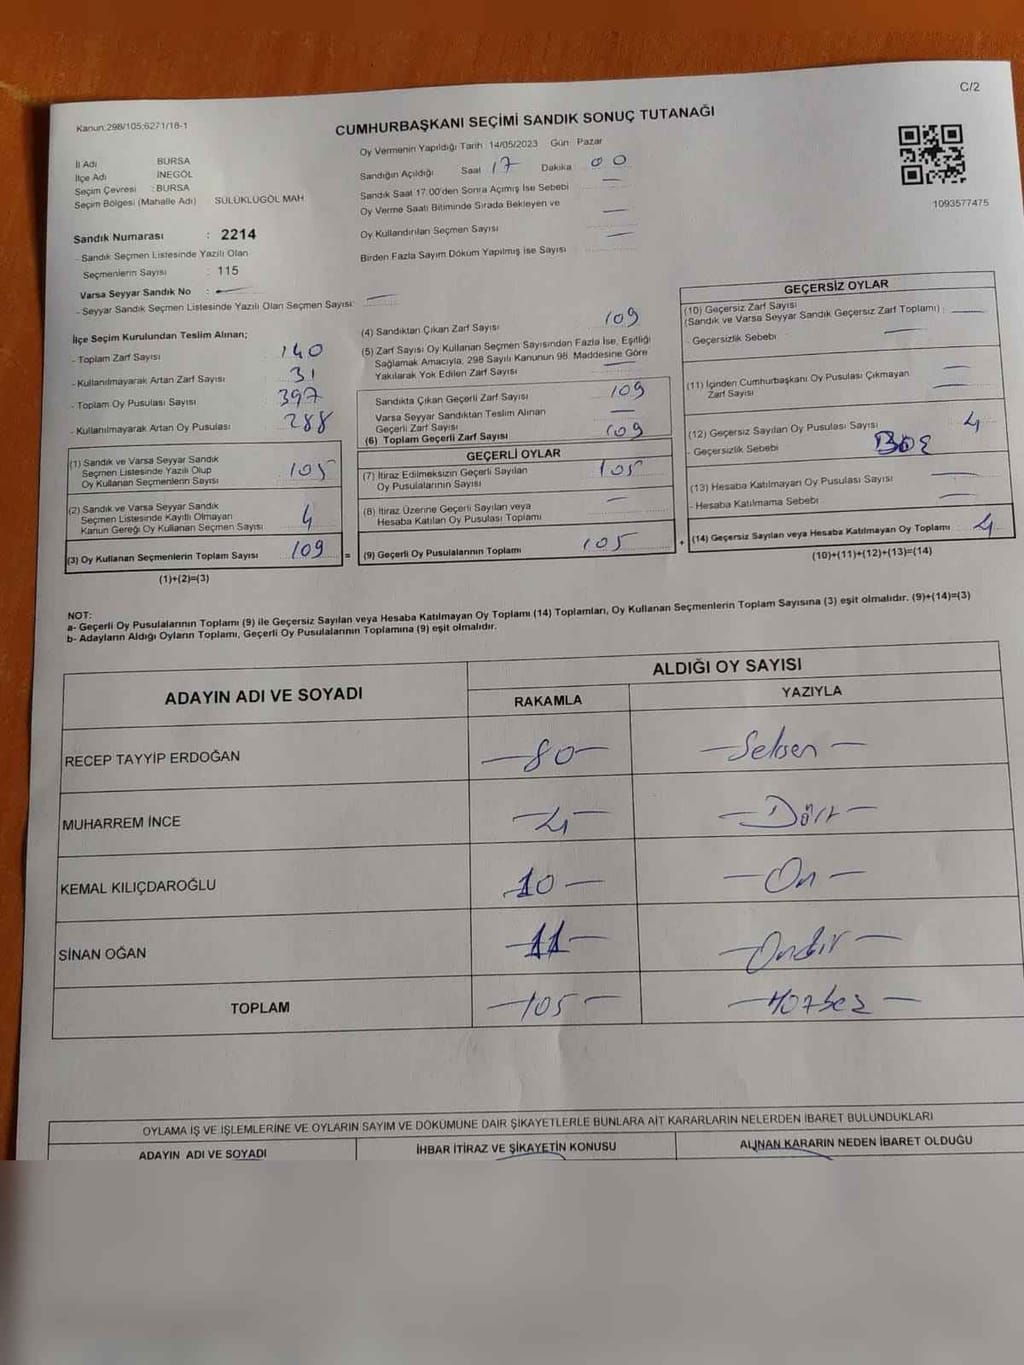 C/2
Kanun:298/105;6271/18-1
CUMHURBAŞKANI SEÇİMİ SANDIK SONUÇ TUTANAĞI
İl Adı BURSA
İlçe Adı İNEGÖL
Seçim Çevresi :BURSA
Seçim Bölgesi (Mahalle Adı) SÜLÜKLÜGÖL MAH
Sandık Numarası : 2214
- Sandık Seçmen Listesinde Yazılı Olan
Seçmenlerin Sayısı : 115
Varsa Seyyar Sandık No : —
- Seyyar Sandık Seçmen Listesinde Yazılı Olan Seçmen Sayısı: —
Oy Vermenin Yapıldığı Tarih :14/05/2023 Gün Pazar
Sandığın Açıldığı Saat 17 Dakika 00
Sandık Saat 17:00'den Sonra Açımış İse Sebebi —
Oy Verme Saati Bitiminde Sırada Bekleyen ve
Oy Kullandırılan Seçmen Sayısı —
Birden Fazla Sayım Döküm Yapılmış İse Sayısı —
1093577475
İlçe Seçim Kurulundan Teslim Alınan;
- Toplam Zarf Sayısı 140
- Kullanılmayarak Artan Zarf Sayısı 31
- Toplam Oy Pusulası Sayısı 397
- Kullanılmayarak Artan Oy Pusulası 288
(1) Sandık ve Varsa Seyyar Sandık
Seçmen Listesinde Yazılı Olup
Oy Kullanan Seçmenlerin Sayısı 105
(2) Sandık ve Varsa Seyyar Sandık
Seçmen Listesinde Kayıtlı Olmayan
Kanun Gereği Oy Kullanan Seçmen Sayısı 4
(3) Oy Kullanan Seçmenlerin Toplam Sayısı 109 =
(1)+(2)=(3)
(4) Sandıktan Çıkan Zarf Sayısı 109
(5) Zarf Sayısı Oy Kullanan Seçmen Sayısından Fazla İse, Eşitliği
Sağlamak Amacıyla, 298 Sayılı Kanunun 98. Maddesine Göre
Yakılarak Yok Edilen Zarf Sayısı —
Sandıkta Çıkan Geçerli Zarf Sayısı 109
Varsa Seyyar Sandıktan Teslim Alınan
Geçerli Zarf Sayısı —
(6) Toplam Geçerli Zarf Sayısı 109
GEÇERLİ OYLAR
(7) İtiraz Edilmeksizin Geçerli Sayılan
Oy Pusulalarının Sayısı 105
(8) İtiraz Üzerine Geçerli Sayılan veya
Hesaba Katılan Oy Pusulası Toplamı —
(9) Geçerli Oy Pusulalarının Toplamı 105 +
GEÇERSİZ OYLAR
(10) Geçersiz Zarf Sayısı
(Sandık ve Varsa Seyyar Sandık Geçersiz Zarf Toplamı) : —
- Geçersizlik Sebebi —
(11) İçinden Cumhurbaşkanı Oy Pusulası Çıkmayan
Zarf Sayısı —
(12) Geçersiz Sayılan Oy Pusulası Sayısı 4
- Geçersizlik Sebebi
(13) Hesaba Katılmayan Oy Pusulası Sayısı —
- Hesaba Katılmama Sebebi —
(14) Geçersiz Sayılan veya Hesaba Katılmayan Oy Toplamı 4
(10)+(11)+(12)+(13)=(14)
NOT:
a- Geçerli Oy Pusulalarının Toplamı (9) ile Geçersiz Sayılan veya Hesaba Katılmayan Oy Toplamı (14) Toplamları, Oy Kullanan Seçmenlerin Toplam Sayısına (3) eşit olmalıdır. (9)+(14)=(3)
b- Adayların Aldığı Oyların Toplamı, Geçerli Oy Pusulalarının Toplamına (9) eşit olmalıdır.
ADAYIN ADI VE SOYADI ALDIĞI OY SAYISI
RAKAMLA YAZIYLA
RECEP TAYYİP ERDOĞAN —80— —Seksen—
MUHARREM İNCE —4— —Dört—
KEMAL KILIÇDAROĞLU 10— —On—
SİNAN OĞAN —11— —Onbir—
TOPLAM —105— —Yüzbeş—
OYLAMA İŞ VE İŞLEMLERİNE VE OYLARIN SAYIM VE DÖKÜMÜNE DAİR ŞİKAYETLERLE BUNLARA AİT KARARLARIN NELERDEN İBARET BULUNDUKLARI
ADAYIN ADI VE SOYADI İHBAR İTİRAZ VE ŞİKAYETİN KONUSU ALINAN KARARIN NEDEN İBARET OLDUĞU